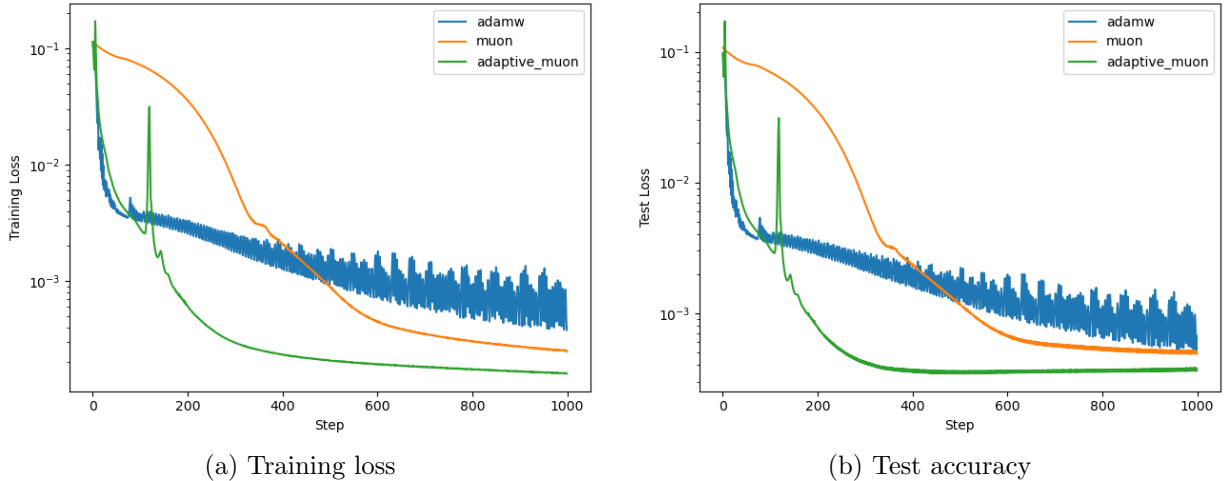 adamw
muon
adaptive_muon
10⁻¹
10⁻²
10⁻³
Training Loss
0 200 400 600 800 1000
Step
(a) Training loss
adamw
muon
adaptive_muon
10⁻¹
10⁻²
10⁻³
Test Loss
0 200 400 600 800 1000
Step
(b) Test accuracy